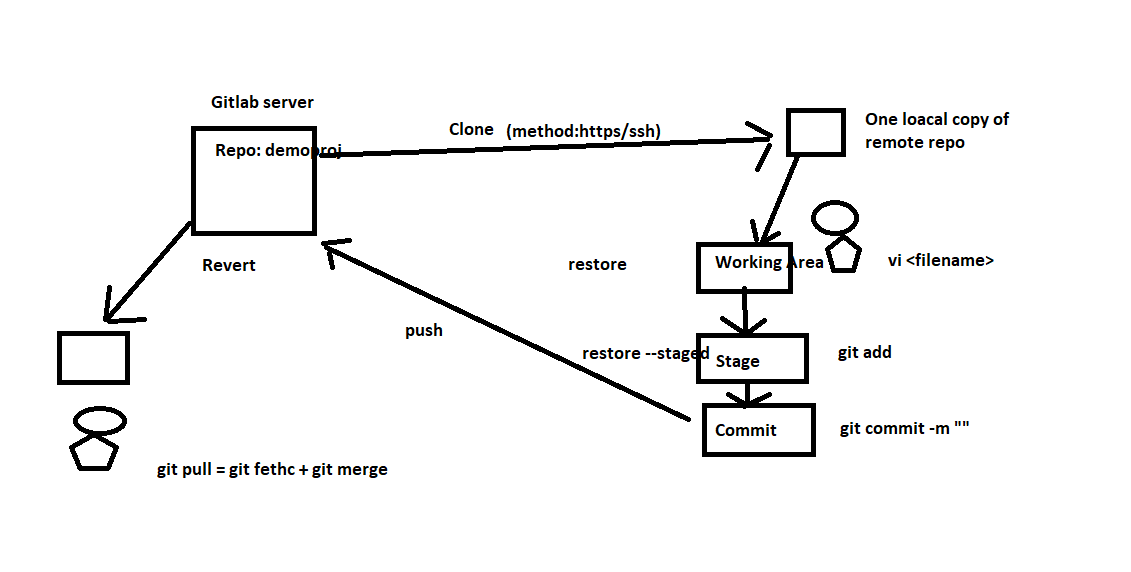 Gitlab server
Repo: demoproj
Clone (method:https/ssh)
One loacal copy of
remote repo
Revert
restore
Working Area
vi <filename>
push
restore --staged
Stage
git add
Commit
git commit -m ""
git pull = git fethc + git merge